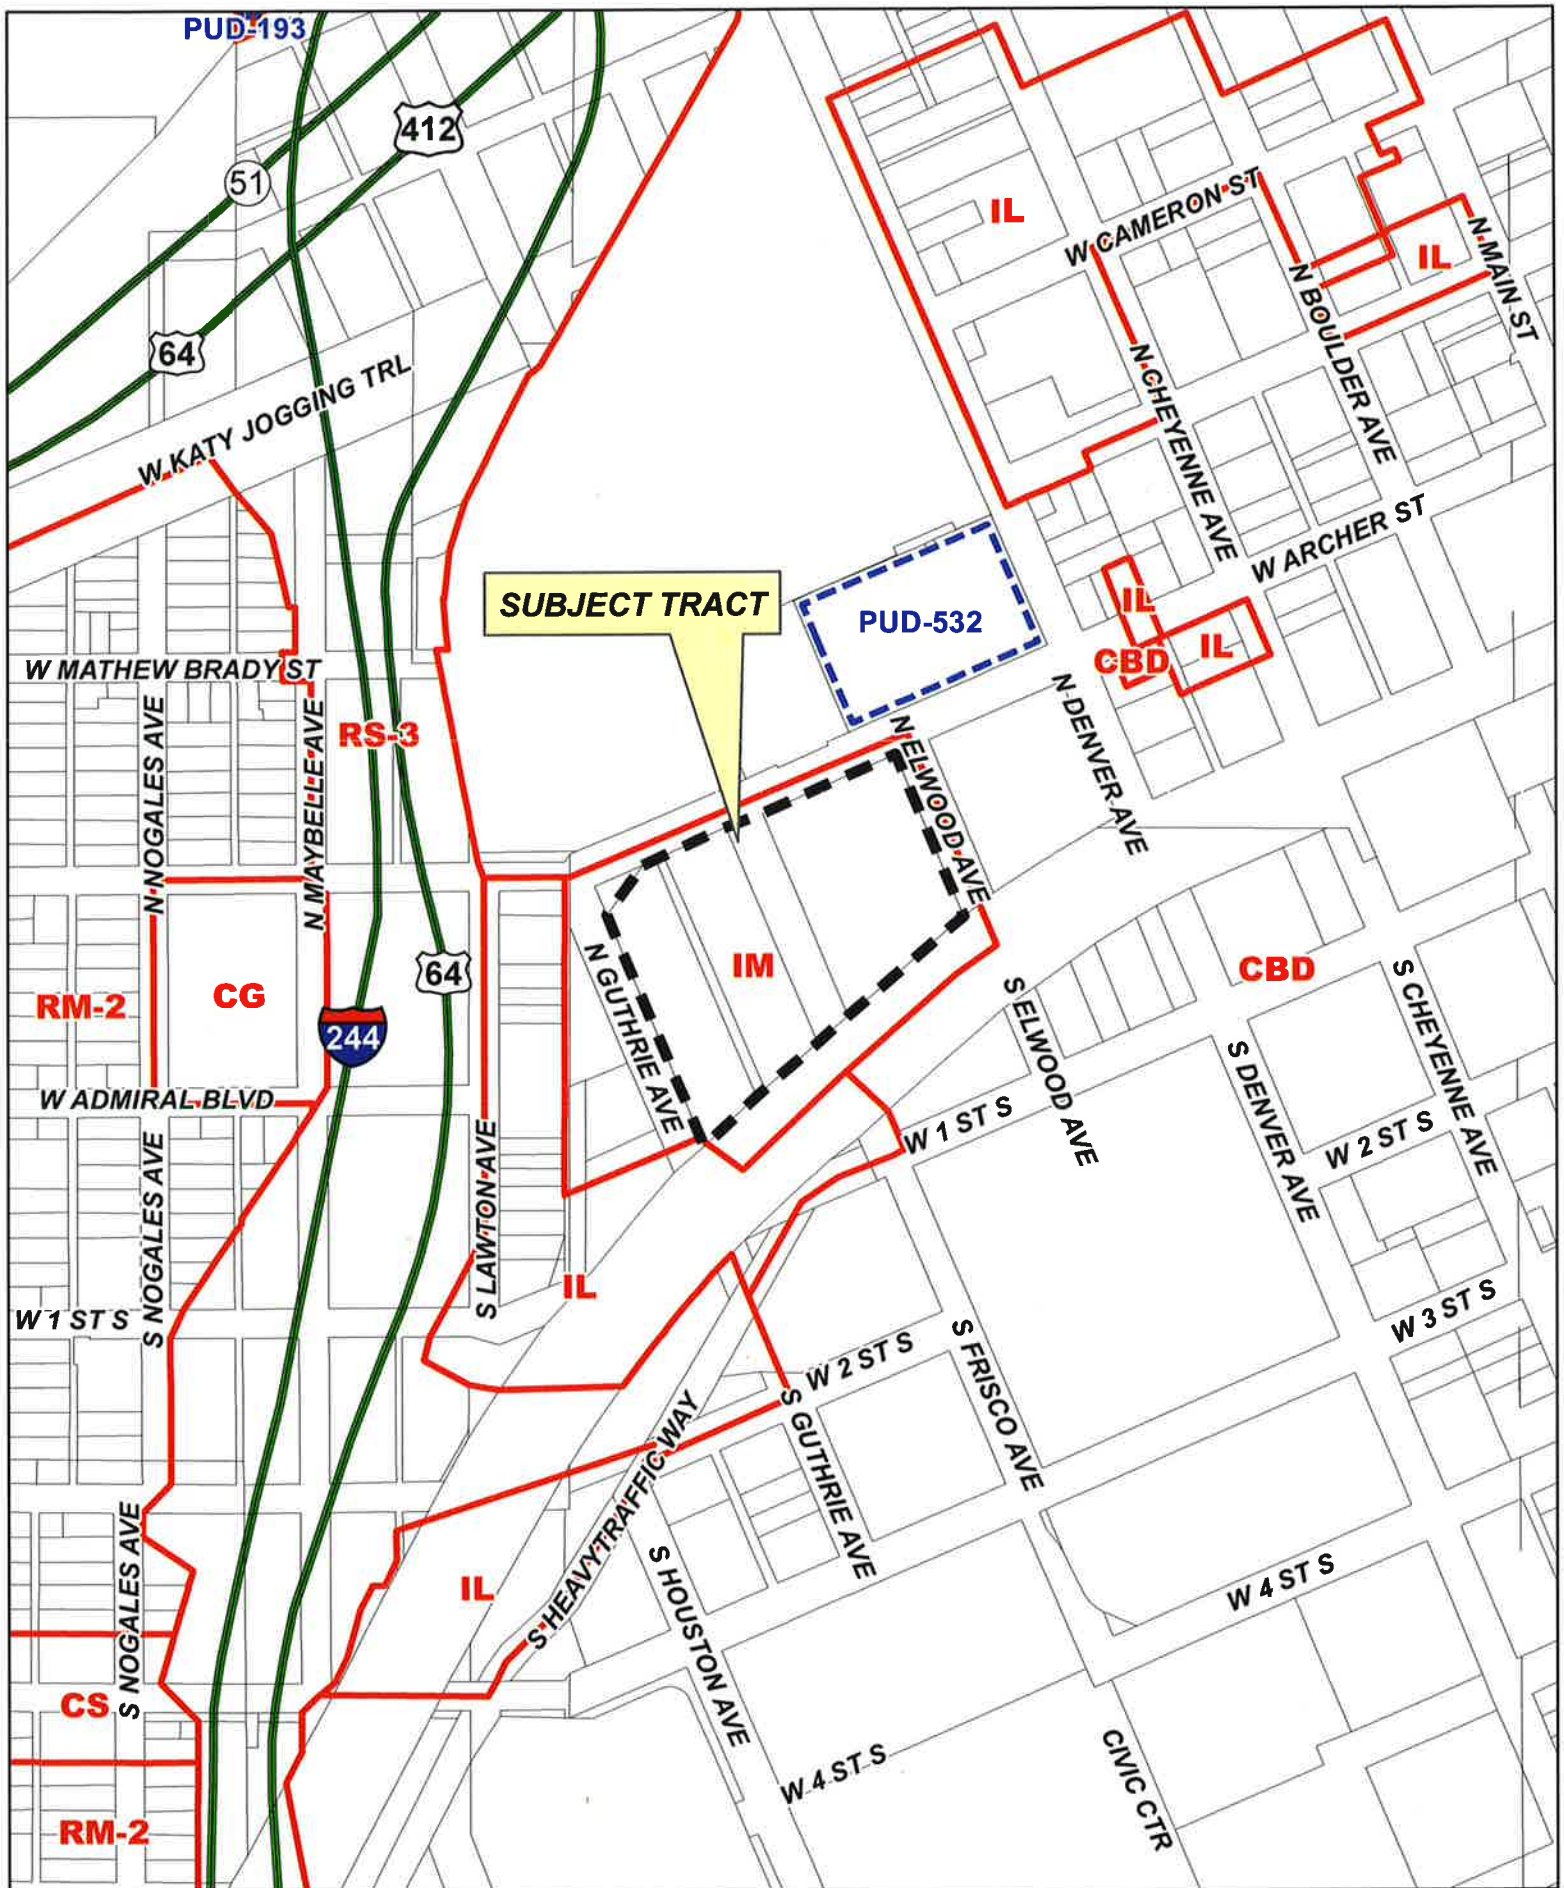 PUD-193
412
51
IL
W CAMERON ST
N MAIN ST
IL
N BOULDER AVE
64
N CHEYENNE AVE
W KATY JOGGING TRL
W ARCHER ST
SUBJECT TRACT
IL
PUD-532
IL
CBD
W MATHEW BRADY ST
N NOGALES AVE
N MAYBELLE AVE
RS-3
N DENVER AVE
N ELWOOD AVE
IM
N GUTHRIE AVE
64
CBD
RM-2
CG
244
S ELWOOD AVE
S CHEYENNE AVE
S DENVER AVE
W ADMIRAL BLVD
W 1 ST S
W 2 ST S
S NOGALES AVE
S LAWTON AVE
IL
W 1 ST S
W 3 ST S
W 2 ST S
S FRISCO AVE
S GUTHRIE AVE
S HEAVYTRAFFIC WAY
S NOGALES AVE
IL
S HOUSTON AVE
W 4 ST S
CS
W 4 ST S
CIVIC CTR
RM-2